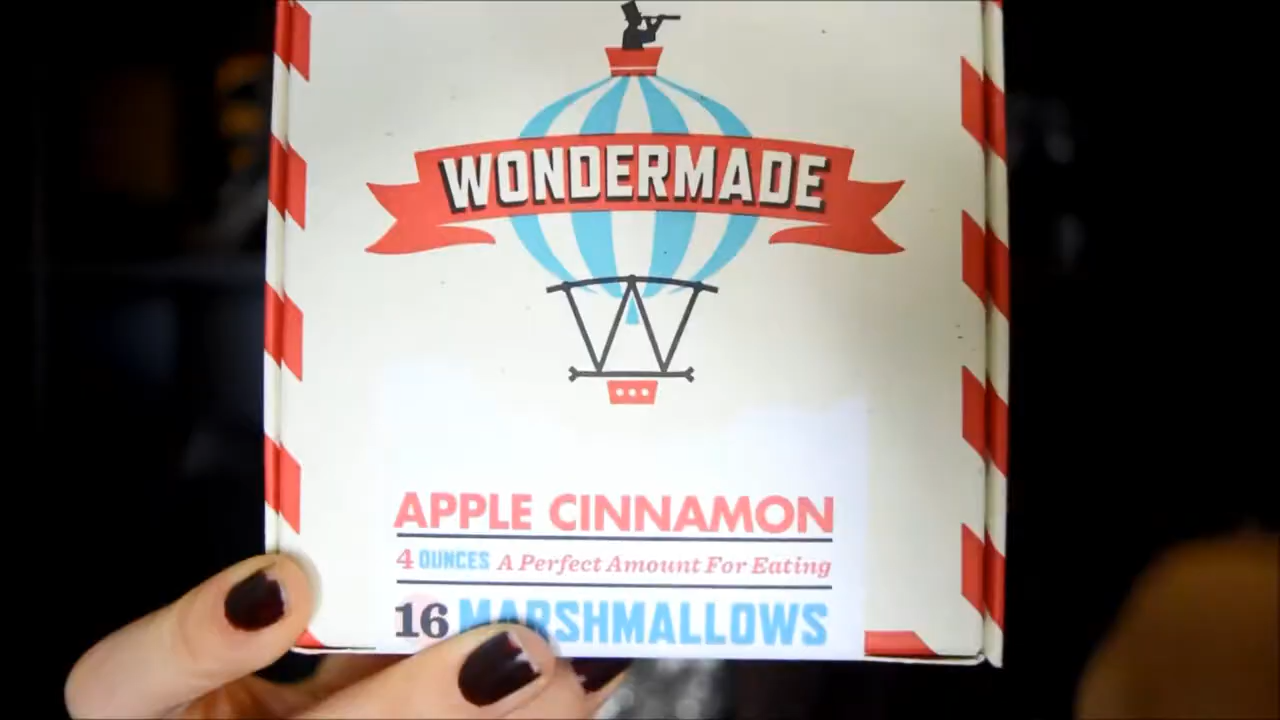 WONDERMADE
APPLE CINNAMON
4 OUNCES A Perfect Amount For Eating
16 MARSHMALLOWS